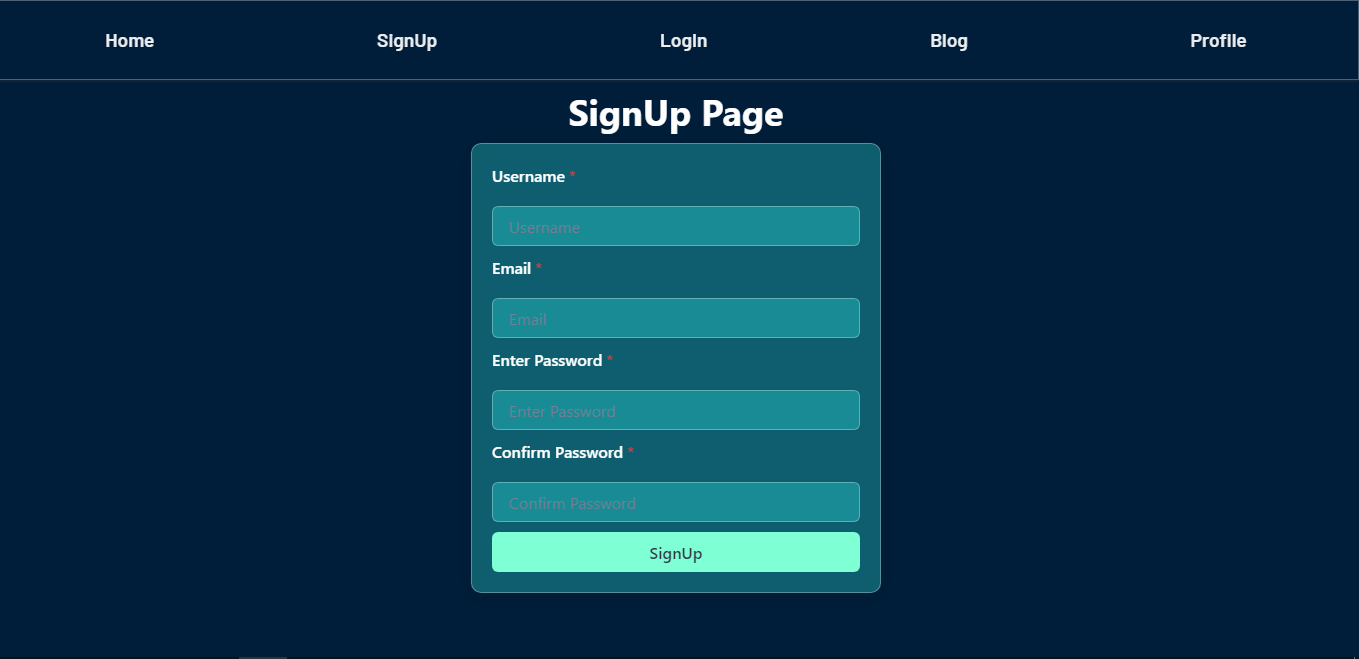 Home SignUp Login Blog Profile
SignUp Page
Username *
Username
Email *
Email
Enter Password *
Enter Password
Confirm Password *
Confirm Password
SignUp